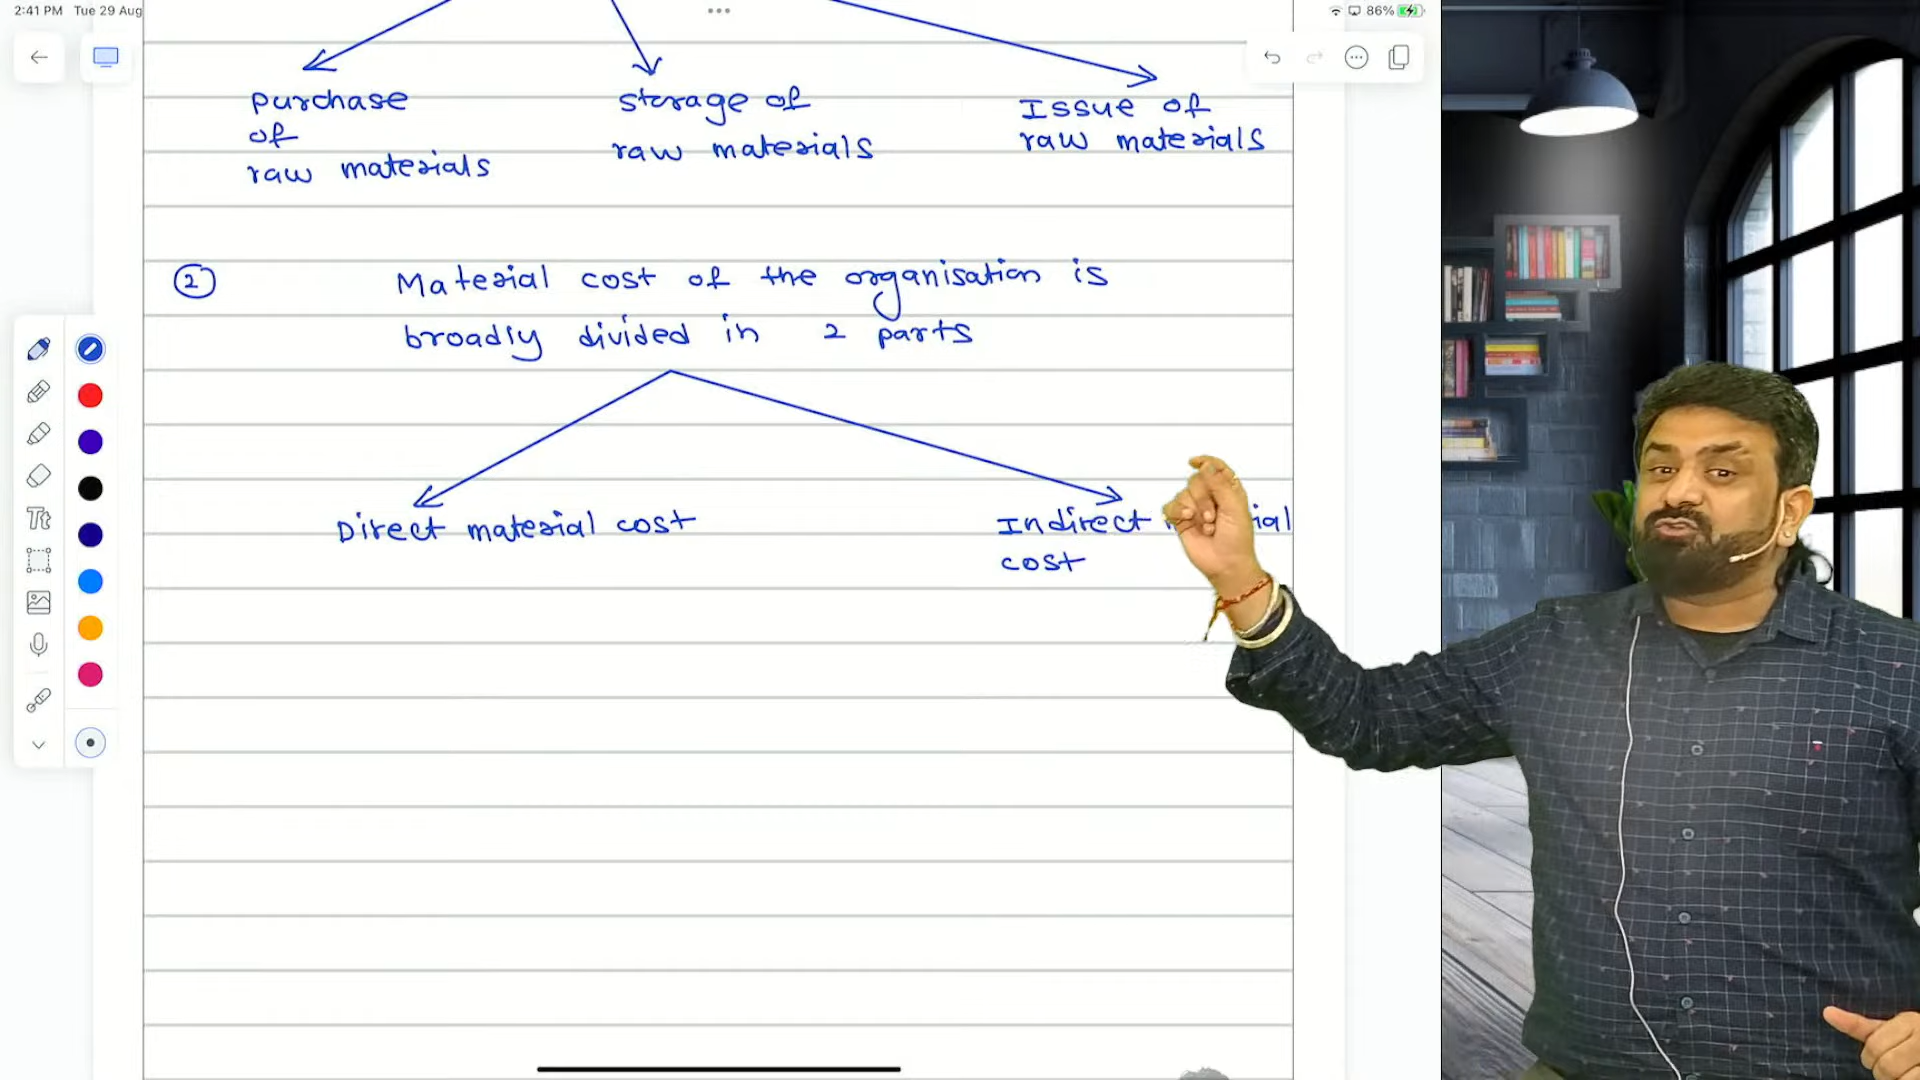 2:41 PM Tue 29 Aug
86%
Purchase
of
raw materials
storage of
raw materials
Issue of
raw materials
2
Material cost of the organisation is
broadly divided in 2 parts
Direct material cost
Indirect
cost
Tt